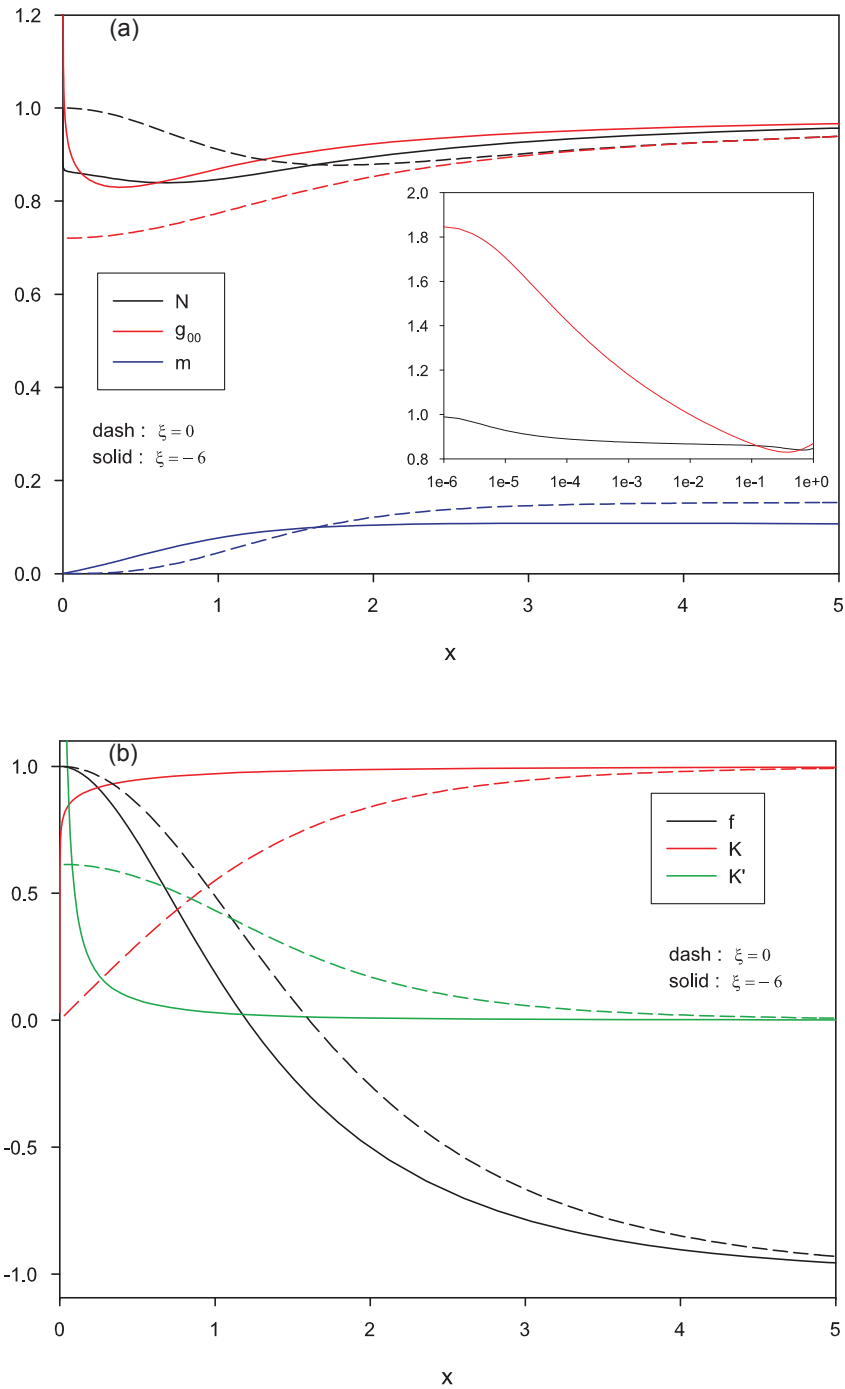 (a)
1.2
1.0
0.8
0.6
0.4
0.2
0.0
N
g00
m
dash : ξ = 0
solid : ξ = − 6
2.0
1.8
1.6
1.4
1.2
1.0
0.8
1e-6 1e-5 1e-4 1e-3 1e-2 1e-1 1e+0
0 1 2 3 4 5
x
(b)
1.0
0.5
0.0
-0.5
-1.0
f
K
K'
dash : ξ = 0
solid : ξ = − 6
0 1 2 3 4 5
x